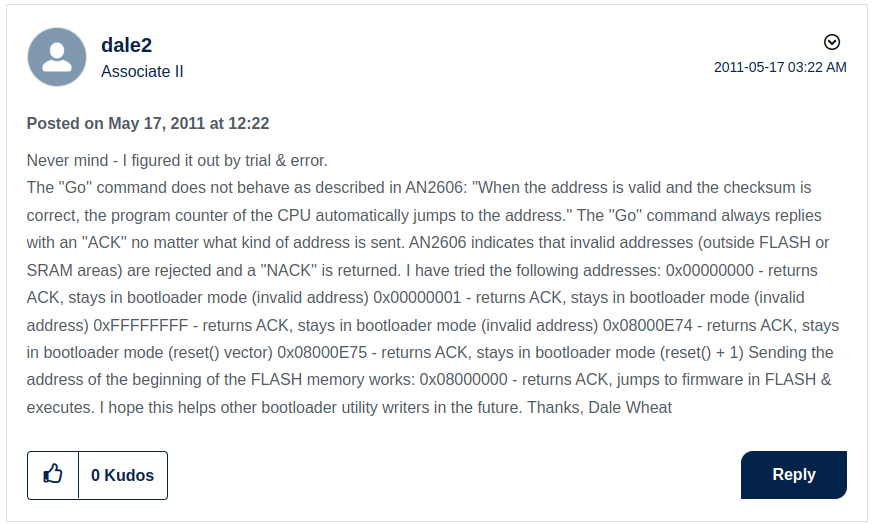 dale2
Associate II
2011-05-17 03:22 AM
Posted on May 17, 2011 at 12:22
Never mind - I figured it out by trial & error.
The "Go" command does not behave as described in AN2606: "When the address is valid and the checksum is
correct, the program counter of the CPU automatically jumps to the address." The "Go" command always replies
with an "ACK" no matter what kind of address is sent. AN2606 indicates that invalid addresses (outside FLASH or
SRAM areas) are rejected and a "NACK" is returned. I have tried the following addresses: 0x00000000 - returns
ACK, stays in bootloader mode (invalid address) 0x00000001 - returns ACK, stays in bootloader mode (invalid
address) 0xFFFFFFFF - returns ACK, stays in bootloader mode (invalid address) 0x08000E74 - returns ACK, stays
in bootloader mode (reset() vector) 0x08000E75 - returns ACK, stays in bootloader mode (reset() + 1) Sending the
address of the beginning of the FLASH memory works: 0x08000000 - returns ACK, jumps to firmware in FLASH &
executes. I hope this helps other bootloader utility writers in the future. Thanks, Dale Wheat
0 Kudos
Reply